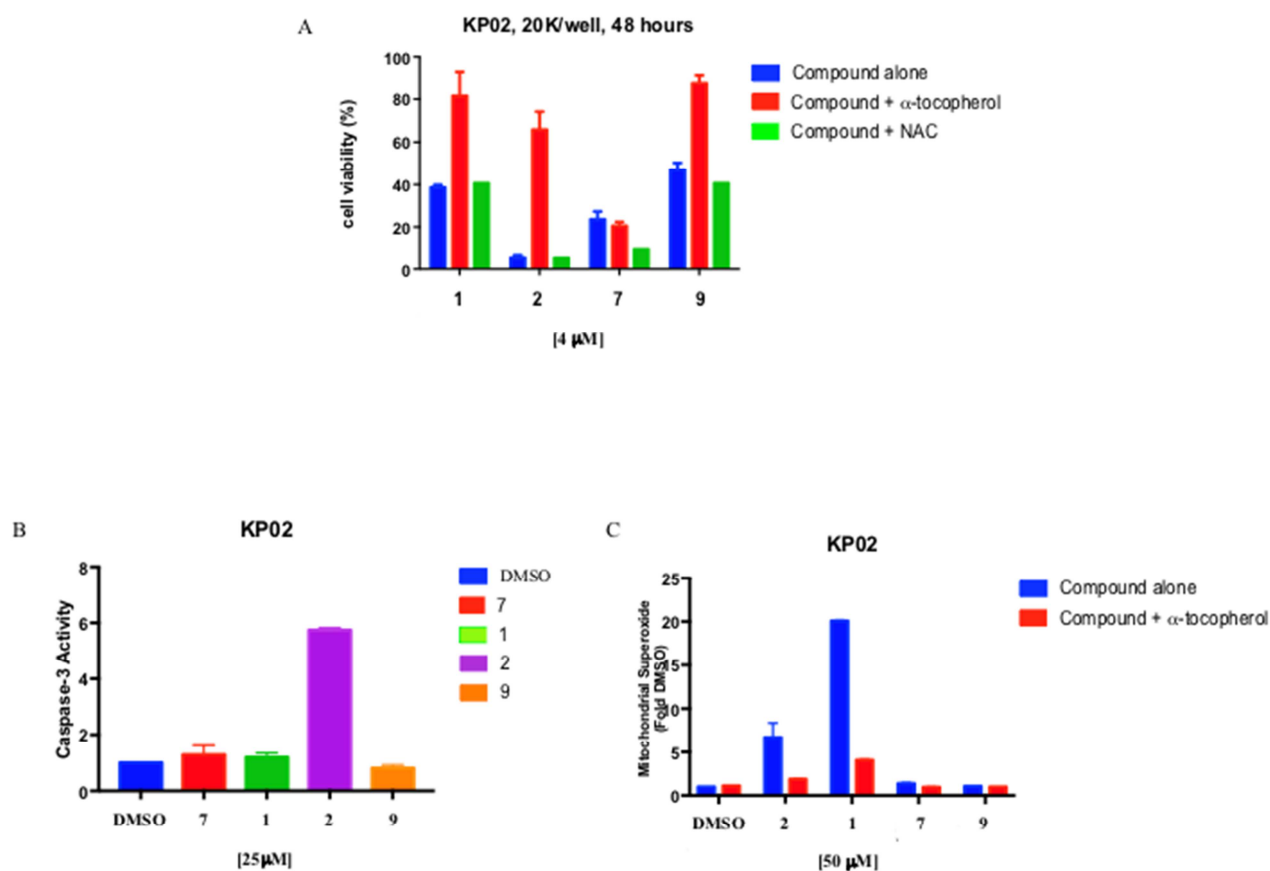 A
KP02, 20K/well, 48 hours
cell viability (%)
100
80
60
40
20
0
1 2 7 9
[4 μM]
Compound alone
Compound + α-tocopherol
Compound + NAC
B
KP02
Caspase-3 Activity
8
6
4
2
0
DMSO 7 1 2 9
[25μM]
DMSO
7
1
2
9
C
KP02
Mitochondrial Superoxide
(Fold DMSO)
25
20
15
10
5
0
DMSO 2 1 7 9
[50 μM]
Compound alone
Compound + α-tocopherol